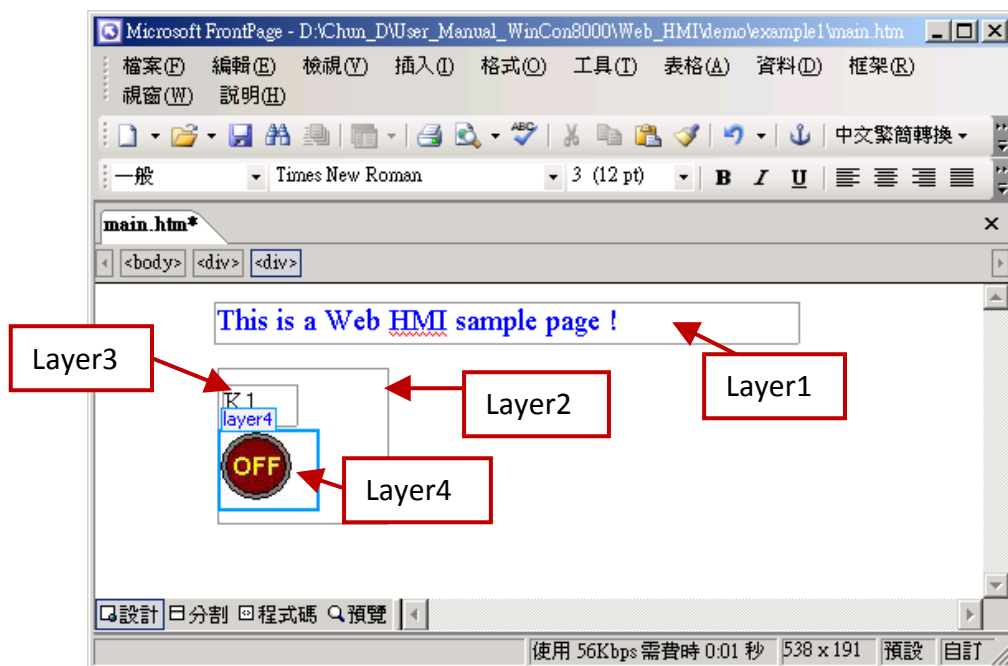 Microsoft FrontPage - D:\Chun_D\User_Manual_WinCon8000\Web_HMI\demo\example1\main.htm
檔案(F) 編輯(E) 檢視(V) 插入(I) 格式(O) 工具(T) 表格(A) 資料(D) 框架(R)
視窗(W) 說明(H)
ABC 中文繁簡轉換
一般 Times New Roman 3 (12 pt) B I U
main.htm*
<body> <div> <div>
This is a Web HMI sample page !
Layer3
Layer1
Layer2
K1
layer4
OFF
Layer4
設計 分割 程式碼 預覽
使用 56Kbps 需費時 0:01 秒 538 x 191 預設 自訂